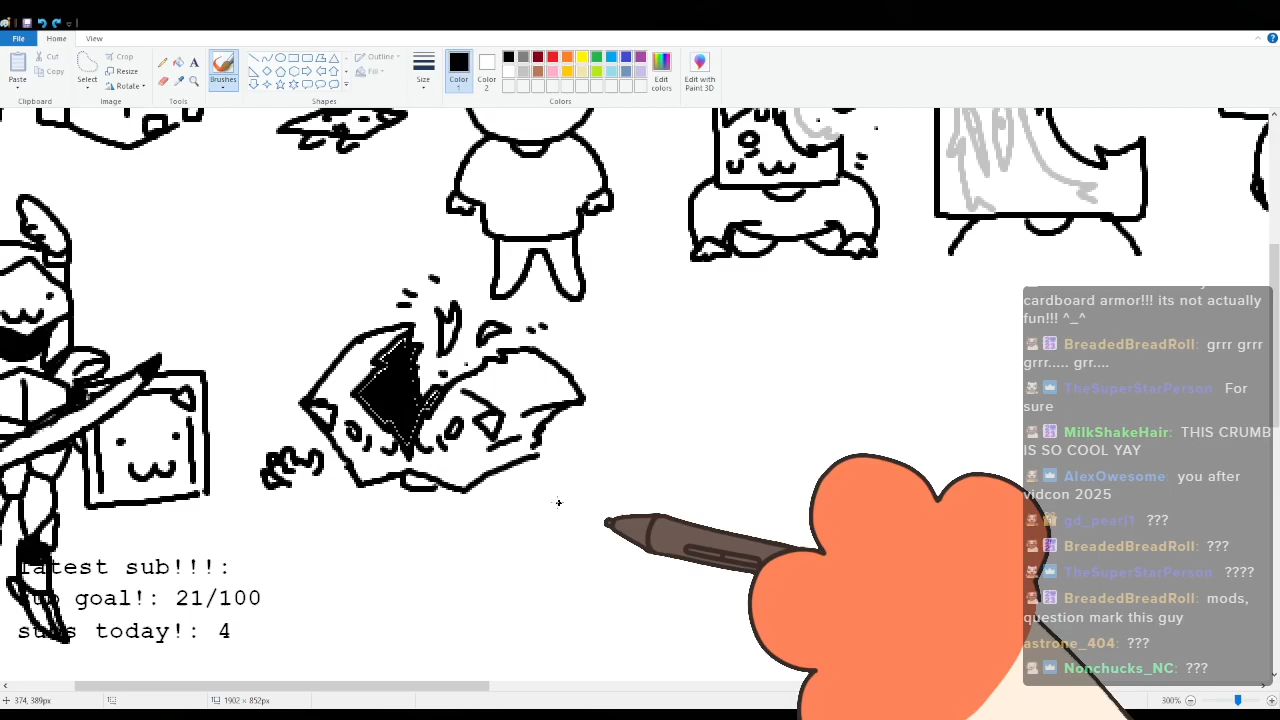 File
Home
View
Paste
Cut
Copy
Clipboard
Select
Crop
Resize
Rotate
Image
Tools
Brushes
Outline
Fill
Shapes
Size
Color 1
Color 2
Edit colors
Colors
Edit with Paint 3D
cardboard armor!!! its not actually
fun!!! ^_^
BreadedBreadRoll: grrr grrr
grrr..... grr....
TheSuperStarPerson: For
sure
MilkShakeHair: THIS CRUMB
IS SO COOL YAY
AlexOwesome: you after
vidcon 2025
gd_pearl1 ???
BreadedBreadRoll: ???
TheSuperStarPerson: ????
BreadedBreadRoll: mods,
question mark this guy
astrone_404: ???
Nonchucks_NC: ???
latest sub!!!:
goal!: 21/100
subs today!: 4
374, 389px
1902 × 852px
300%